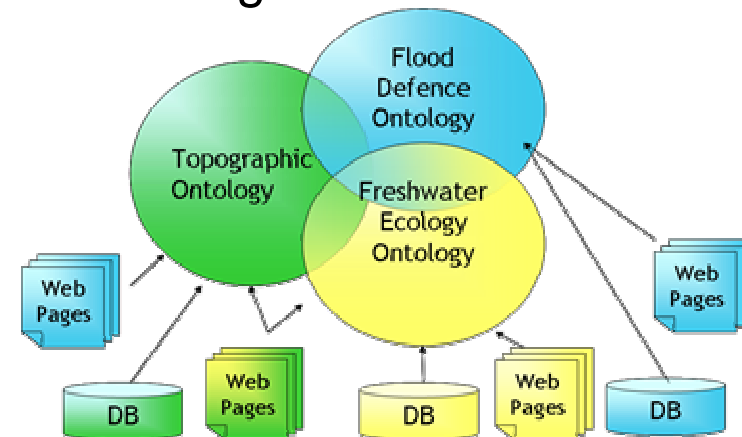 g
Flood
Defence
Ontology
Topographic
Ontology
Freshwater
Ecology
Ontology
Web
Pages
Web
Pages
Web
Pages
Web
Pages
DB
DB
DB